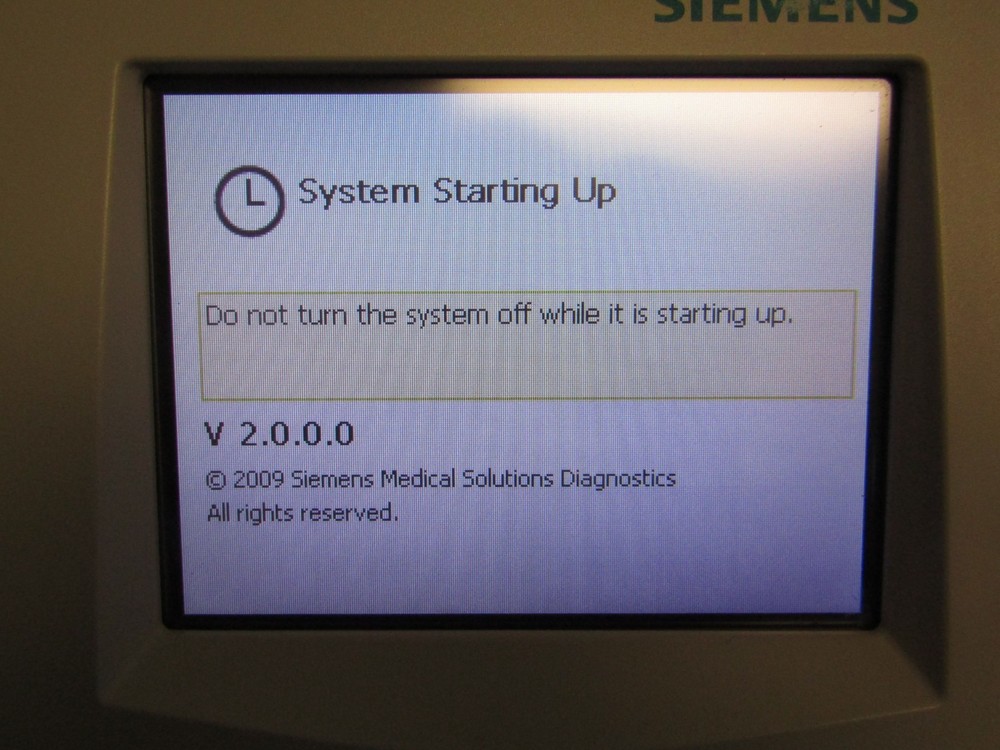 SIEMENS
System Starting Up
Do not turn the system off while it is starting up.
V 2.0.0.0
© 2009 Siemens Medical Solutions Diagnostics
All rights reserved.